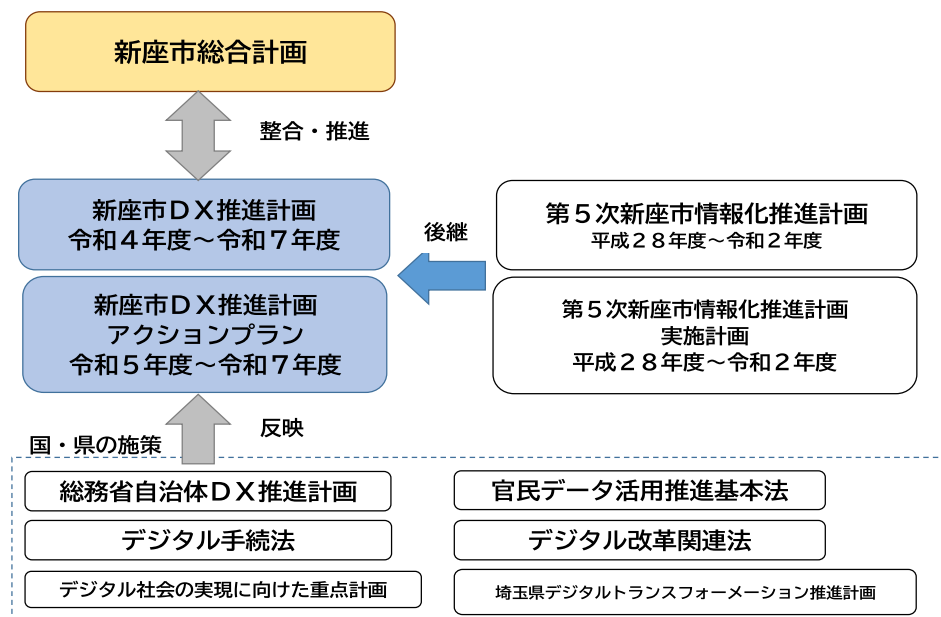 新座市総合計画
整合・推進
新座市ＤＸ推進計画
令和４年度～令和７年度
後継
第５次新座市情報化推進計画
平成２８年度～令和２年度
新座市ＤＸ推進計画
アクションプラン
令和５年度～令和７年度
第５次新座市情報化推進計画
実施計画
平成２８年度～令和２年度
反映
国・県の施策
総務省自治体ＤＸ推進計画
官民データ活用推進基本法
デジタル手続法
デジタル改革関連法
デジタル社会の実現に向けた重点計画
埼玉県デジタルトランスフォーメーション推進計画